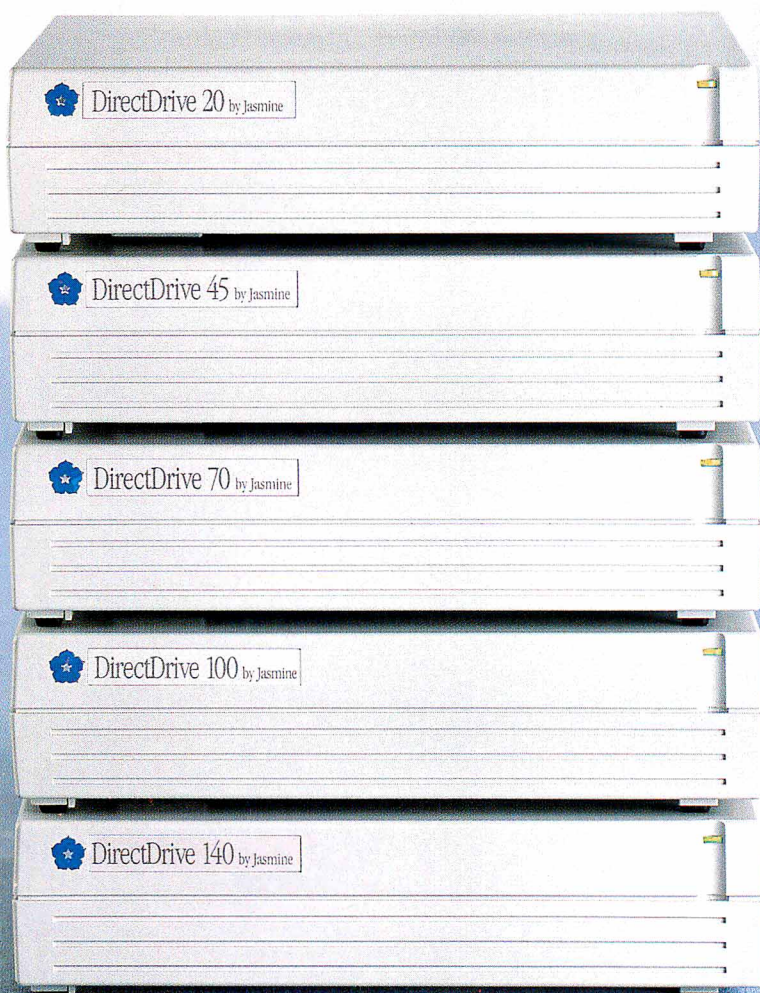 DirectDrive 20 by Jasmine
DirectDrive 45 by Jasmine
DirectDrive 70 by Jasmine
DirectDrive 100 by Jasmine
DirectDrive 140 by Jasmine